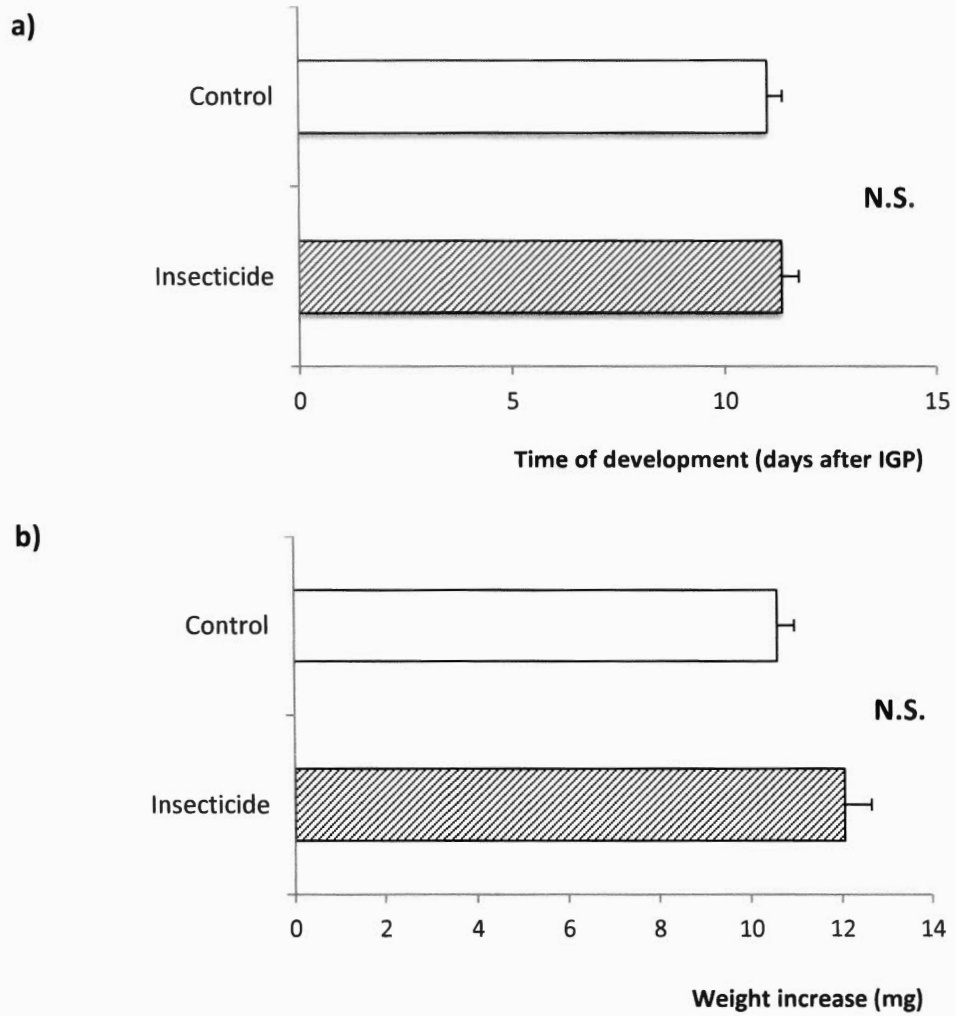 a)
Control
N.S.
Insecticide
0 5 10 15
Time of development (days after IGP)
b)
Control
N.S.
Insecticide
0 2 4 6 8 10 12 14
Weight increase (mg)